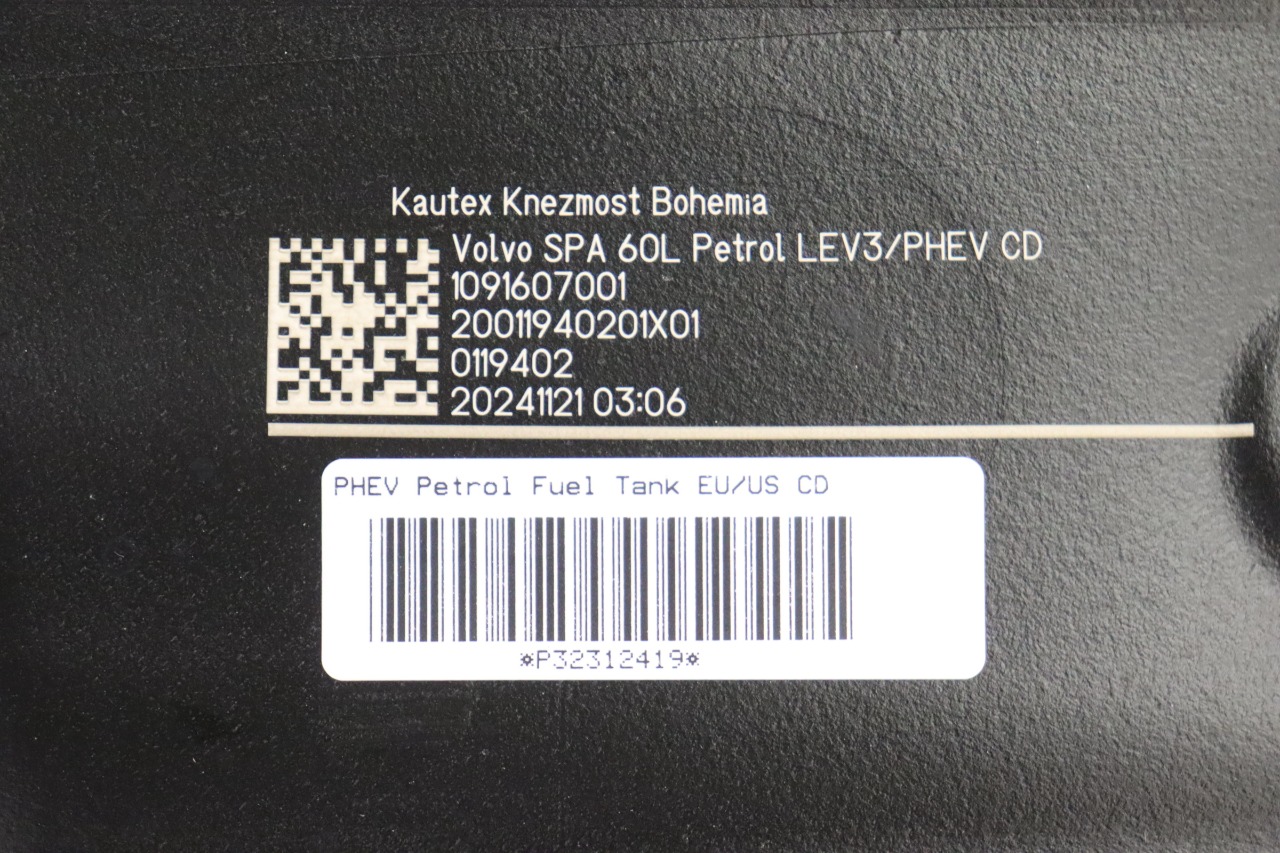 Kautex Knezmost Bohemia
Volvo SPA 60L Petrol LEV3/PHEV CD
1091607001
20011940201X01
0119402
20241121 03:06
PHEV Petrol Fuel Tank EU/US CD
*P32312419*